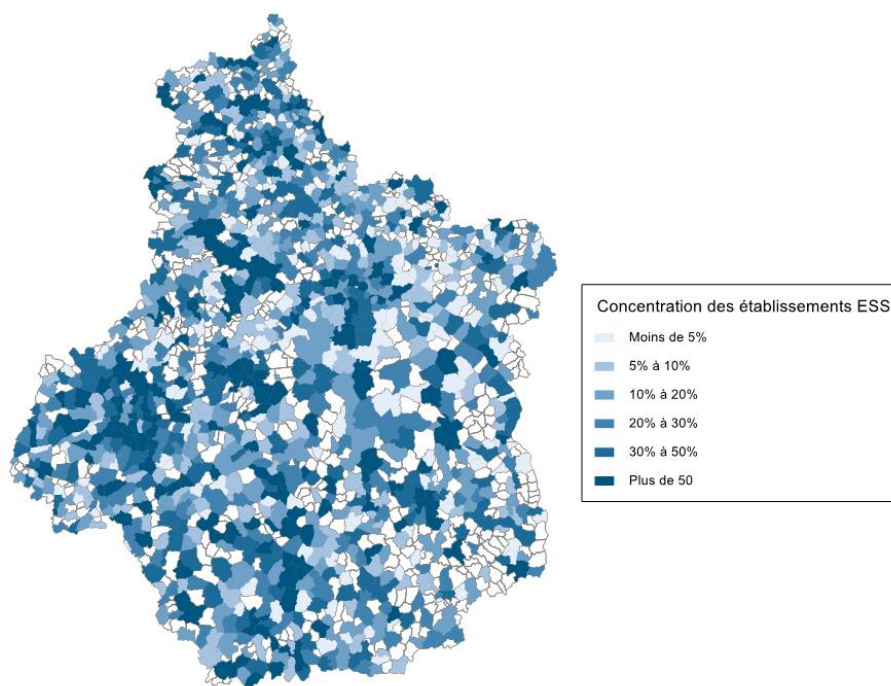 Concentration des établissements ESS
Moins de 5%
5% à 10%
10% à 20%
20% à 30%
30% à 50%
Plus de 50